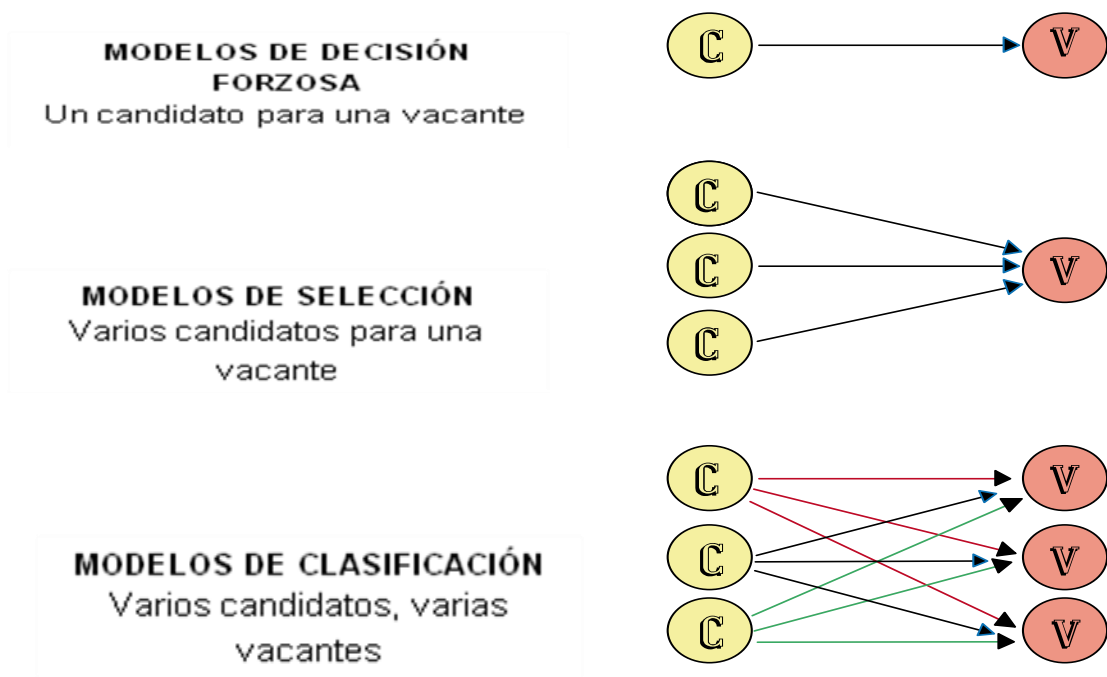 MODELOS DE DECISIÓN
FORZOSA
Un candidato para una vacante
C
V
C
C
C
V
MODELOS DE SELECCIÓN
Varios candidatos para una
vacante
C
C
C
V
V
V
MODELOS DE CLASIFICACIÓN
Varios candidatos, varias
vacantes